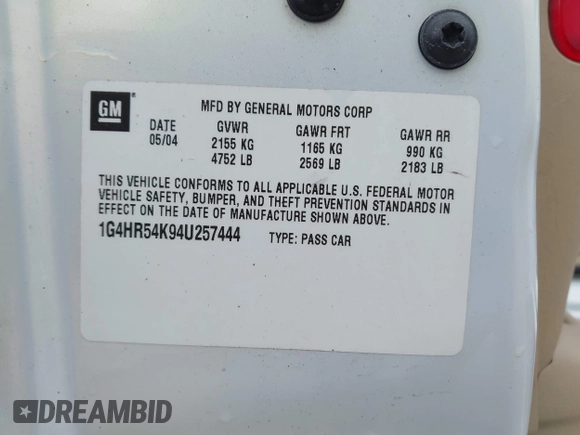 GM
MFD BY GENERAL MOTORS CORP
DATE GVWR GAWR FRT GAWR RR
05/04 2155 KG 1165 KG 990 KG
4752 LB 2569 LB 2183 LB
THIS VEHICLE CONFORMS TO ALL APPLICABLE U.S. FEDERAL MOTOR
VEHICLE SAFETY, BUMPER, AND THEFT PREVENTION STANDARDS IN
EFFECT ON THE DATE OF MANUFACTURE SHOWN ABOVE.
1G4HR54K94U257444 TYPE: PASS CAR
DREAMBID